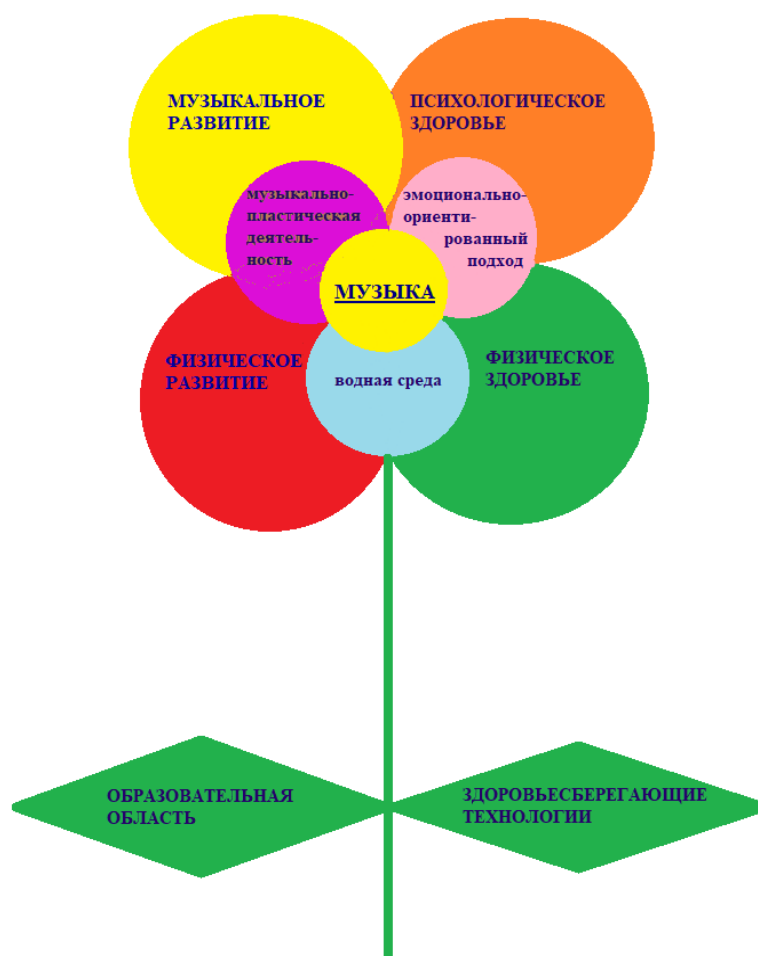 МУЗЫКАЛЬНОЕ
РАЗВИТИЕ
ПСИХОЛОГИЧЕСКОЕ
ЗДОРОВЬЕ
музыкально-
пластическая
деятель-
ность
эмоционально-
ориенти-
рованный
подход
МУЗЫКА
ФИЗИЧЕСКОЕ
РАЗВИТИЕ
водная среда
ФИЗИЧЕСКОЕ
ЗДОРОВЬЕ
ОБРАЗОВАТЕЛЬНАЯ
ОБЛАСТЬ
ЗДОРОВЬЕСБЕРЕГАЮЩИЕ
ТЕХНОЛОГИИ